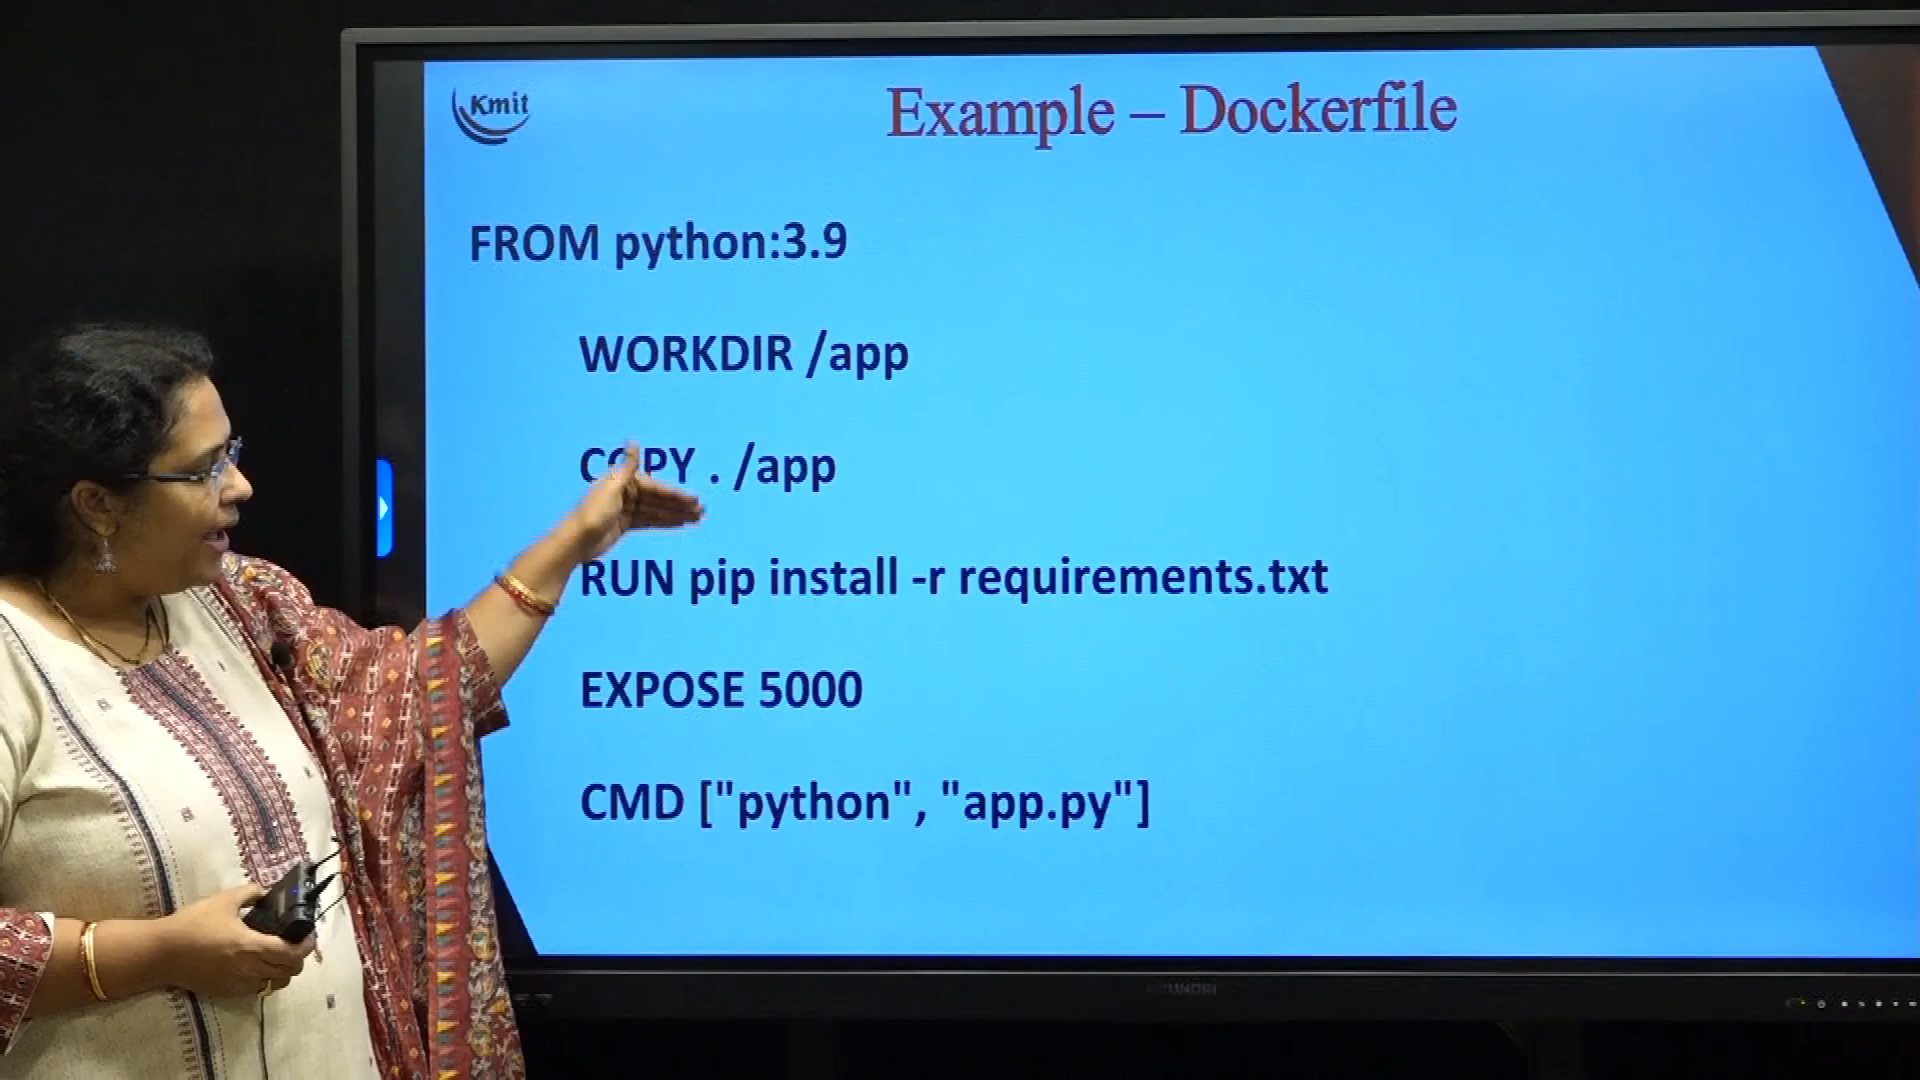 Kmit
Example – Dockerfile
FROM python:3.9
WORKDIR /app
COPY . /app
RUN pip install -r requirements.txt
EXPOSE 5000
CMD ["python", "app.py"]
HYUNDAI